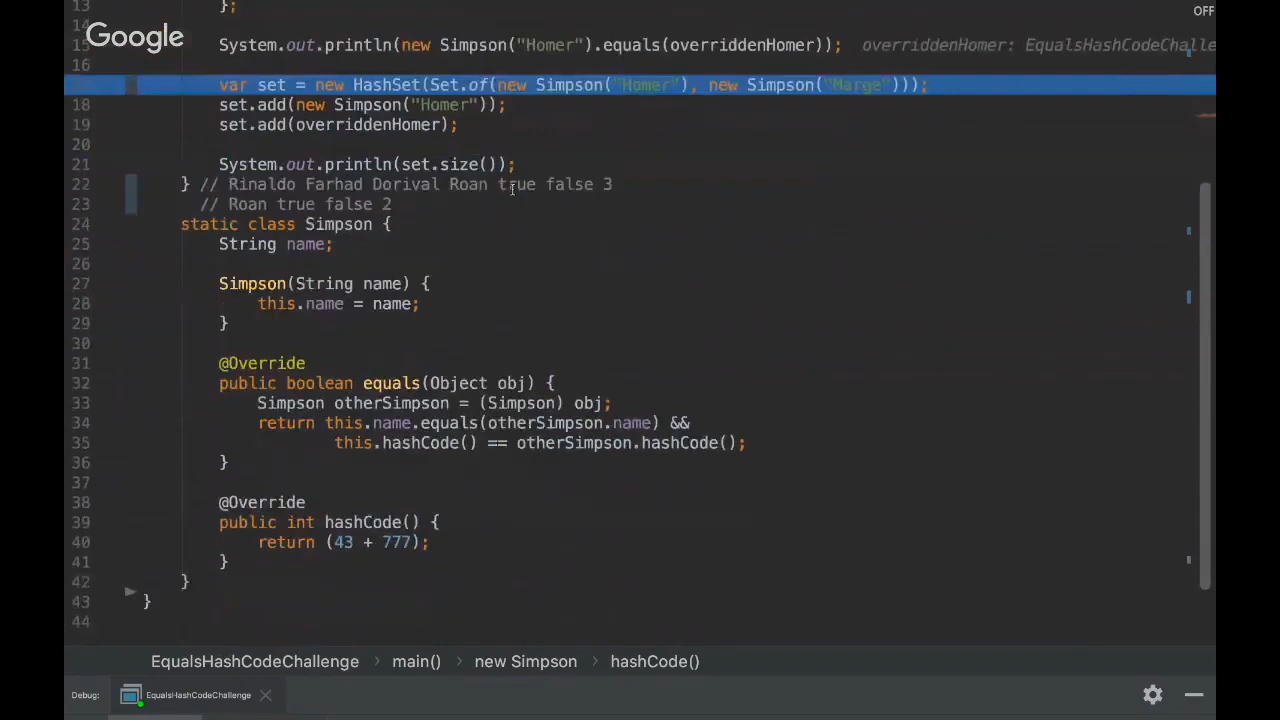 OFF
Google
13 };
14
15 System.out.println(new Simpson("Homer").equals(overriddenHomer)); overriddenHomer: EqualsHashCodeChalle
16
var set = new HashSet(Set.of(new Simpson("Homer"), new Simpson("Marge")));
18 set.add(new Simpson("Homer"));
19 set.add(overriddenHomer);
20
21 System.out.println(set.size());
22 } // Rinaldo Farhad Dorival Roan true false 3
23 // Roan true false 2
24 static class Simpson {
25 String name;
26
27 Simpson(String name) {
28 this.name = name;
29 }
30
31 @Override
32 public boolean equals(Object obj) {
33 Simpson otherSimpson = (Simpson) obj;
34 return this.name.equals(otherSimpson.name) &&
35 this.hashCode() == otherSimpson.hashCode();
36 }
37
38 @Override
39 public int hashCode() {
40 return (43 + 777);
41 }
42 }
43 }
44
EqualsHashCodeChallenge › main() › new Simpson › hashCode()
Debug: EqualsHashCodeChallenge